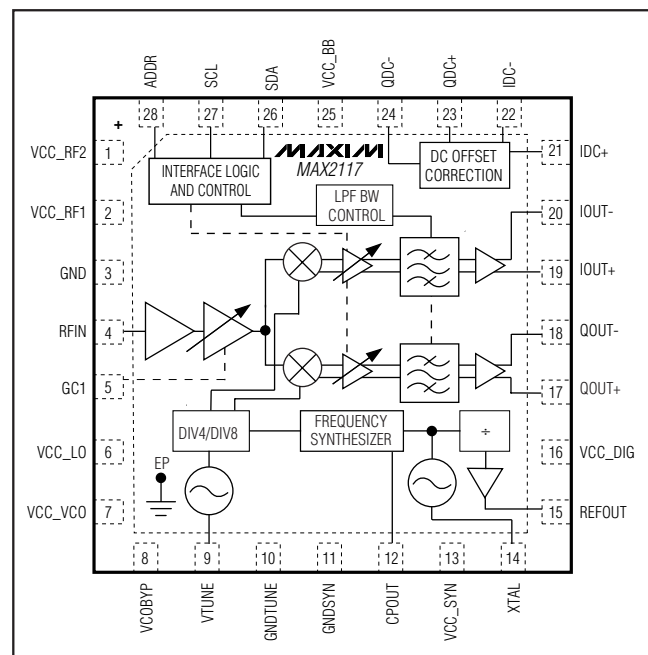 ADDR
SCL
SDA
VCC_BB
QDC-
QDC+
IDC-
28
27
26
25
24
23
22
+
VCC_RF2
1
VCC_RF1
2
GND
3
RFIN
4
GC1
5
VCC_LO
6
VCC_VCO
7
INTERFACE LOGIC
AND CONTROL
MAXIM
MAX2117
DC OFFSET
CORRECTION
LPF BW
CONTROL
DIV4/DIV8
FREQUENCY
SYNTHESIZER
÷
EP
21
IDC+
20
IOUT-
19
IOUT+
18
QOUT-
17
QOUT+
16
VCC_DIG
15
REFOUT
8
9
10
11
12
13
14
VCOBYP
VTUNE
GNDTUNE
GNDSYN
CPOUT
VCC_SYN
XTAL